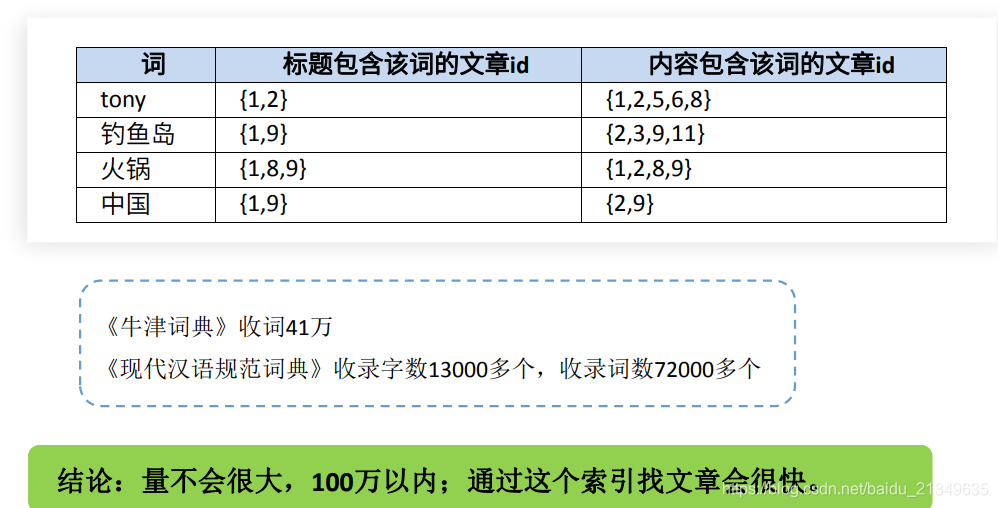 词 标题包含该词的文章id 内容包含该词的文章id
tony {1,2} {1,2,5,6,8}
钓鱼岛 {1,9} {2,3,9,11}
火锅 {1,8,9} {1,2,8,9}
中国 {1,9} {2,9}
《牛津词典》收词41万
《现代汉语规范词典》收录字数13000多个，收录词数72000多个
结论：量不会很大，100万以内；通过这个索引找文章会很快。
https://blog.csdn.net/baidu_21349635